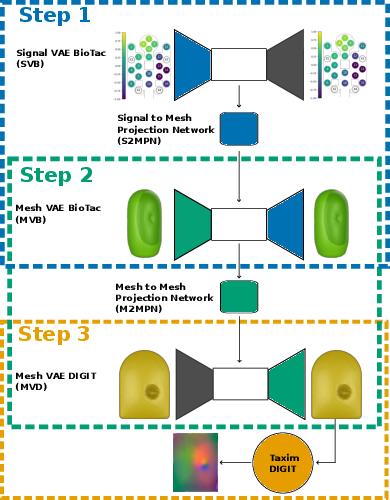 Step 1
Signal VAE BioTac
(SVB)
Signal to Mesh
Projection Network
(S2MPN)
Step 2
Mesh VAE BioTac
(MVB)
Mesh to Mesh
Projection Network
(M2MPN)
Step 3
Mesh VAE DIGIT
(MVD)
Taxim
DIGIT